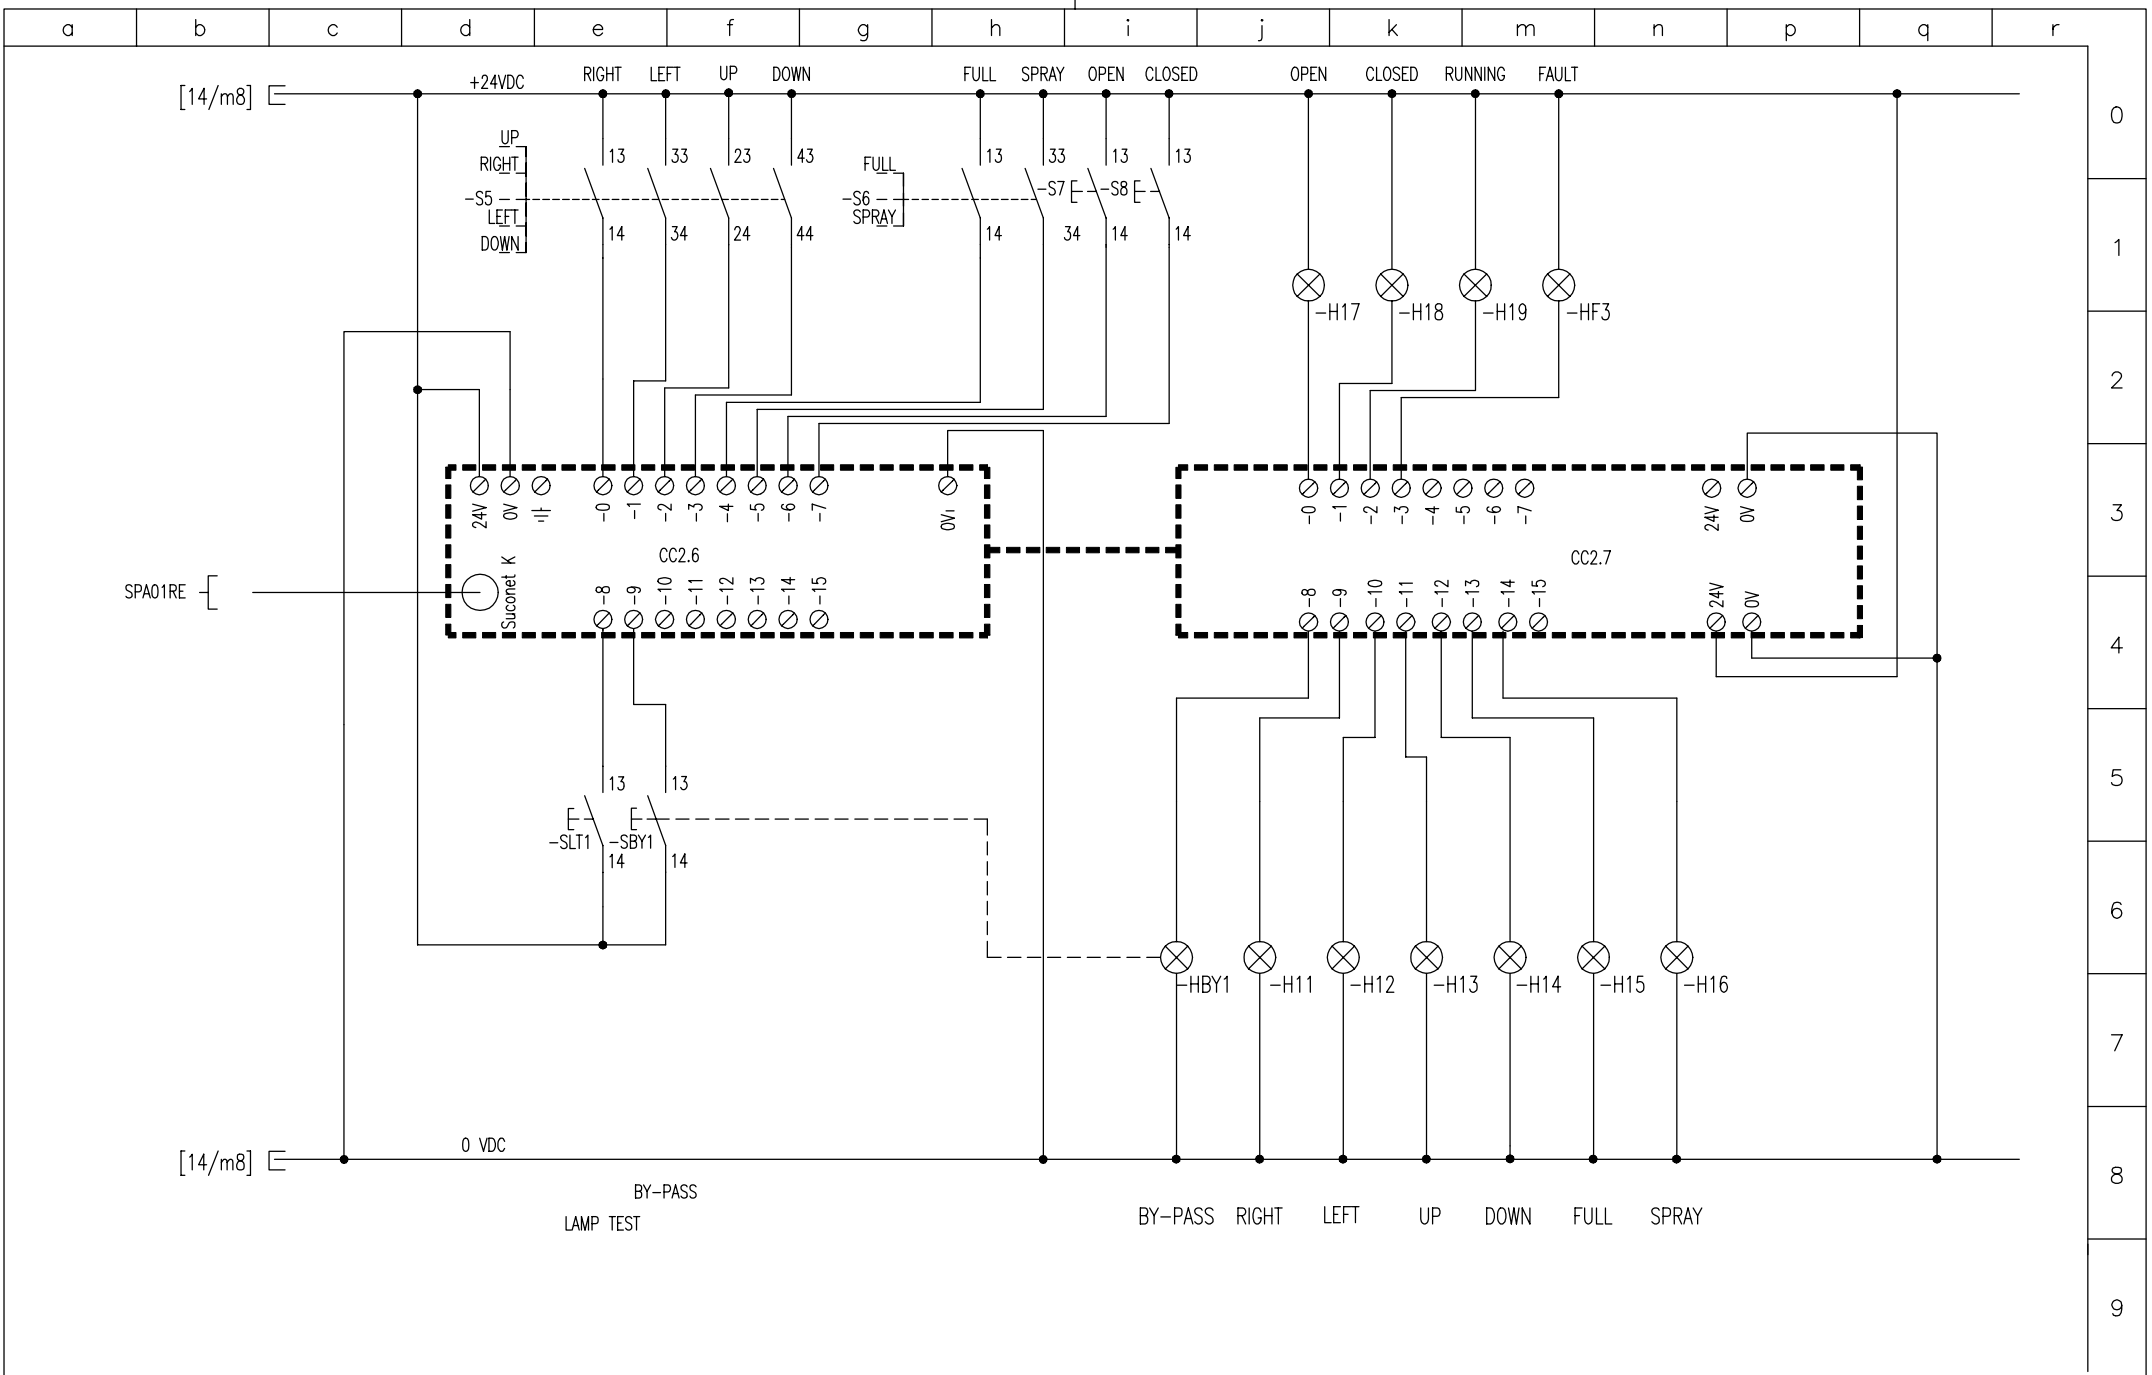 a b c d e f g h i j k m n p q r
[14/m8] +24VDC RIGHT LEFT UP DOWN FULL SPRAY OPEN CLOSED OPEN CLOSED RUNNING FAULT
0
UP
RIGHT 13 33 23 43 FULL 13 33 13 13
-S5 -S6 -S7 -S8
LEFT SPRAY
14 34 24 44 14 34 14 14
DOWN
1
-H17 -H18 -H19 -HF3
2
24V 0V -0 -1 -2 -3 -4 -5 -6 -7 0V -0 -1 -2 -3 -4 -5 -6 -7 24V 0V
3
CC2.6 CC2.7
SPA01RE Suconet K -8 -9 -10 -11 -12 -13 -14 -15 -8 -9 -10 -11 -12 -13 -14 -15 24V 0V
4
13 13
5
-SLT1 -SBY1
14 14
6
-HBY1 -H11 -H12 -H13 -H14 -H15 -H16
7
[14/m8] 0 VDC
8
BY-PASS
LAMP TEST
BY-PASS RIGHT LEFT UP DOWN FULL SPRAY
9